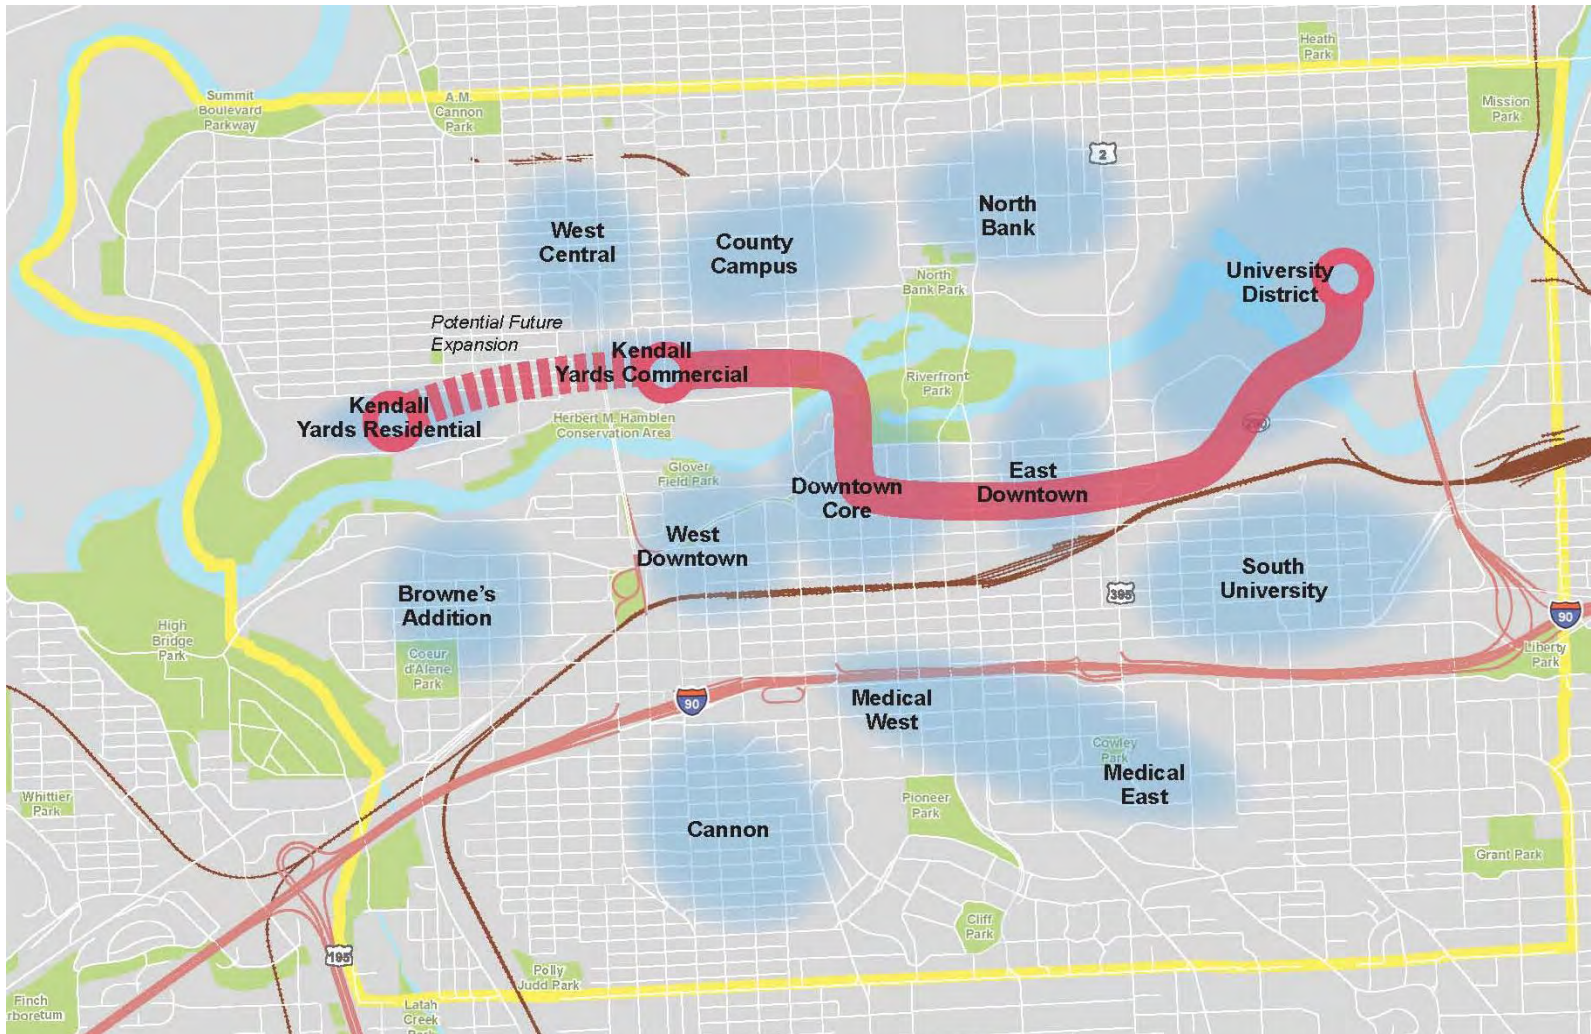 Heath
Park
Summit
Boulevard
Parkway
A.M.
Cannon
Park
Mission
Park
2
North
Bank
West
Central
County
Campus
University
District
North
Bank Park
Potential Future
Expansion
Kendall
Yards Commercial
Riverfront
Park
Kendall
Yards Residential
Herbert M. Hamblen
Conservation Area
290
Glover
Field Park
East
Downtown
Downtown
Core
West
Downtown
South
University
Browne's
Addition
395
90
High
Bridge
Park
Coeur
d'Alene
Park
Liberty
Park
90
Medical
West
Cowley
Park
Medical
East
Whittier
Park
Pioneer
Park
Cannon
Grant Park
Cliff
Park
195
Polly
Judd Park
Finch
rboretum
Latah
Creek